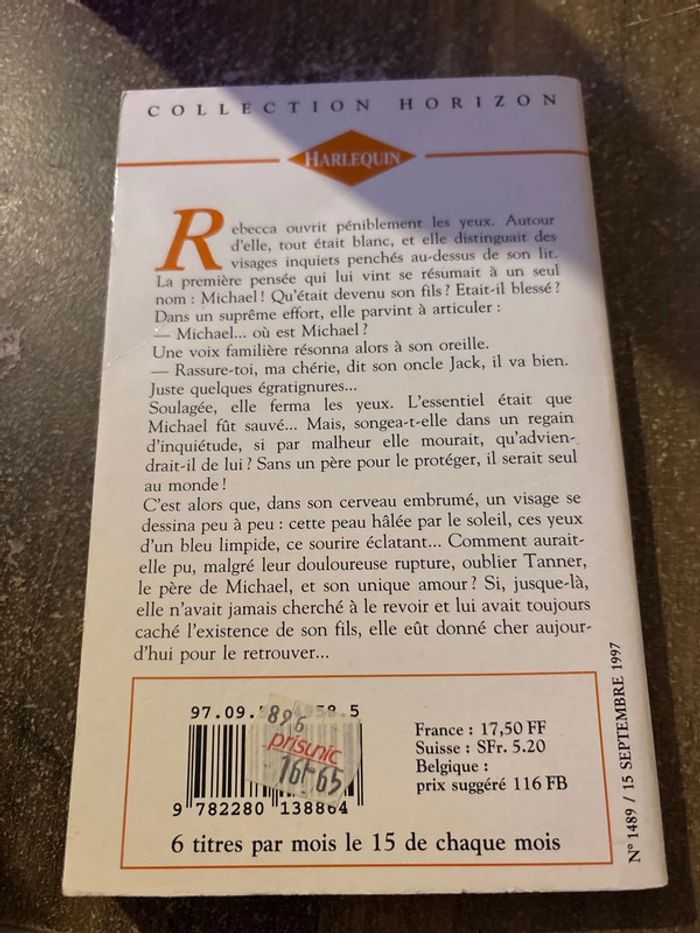 COLLECTION HORIZON
HARLEQUIN
Rebecca ouvrit péniblement les yeux. Autour
d'elle, tout était blanc, et elle distinguait des
visages inquiets penchés au-dessus de son lit.
La première pensée qui lui vint se résumait à un seul
nom : Michael ! Qu'était devenu son fils ? Etait-il blessé ?
Dans un suprême effort, elle parvint à articuler :
— Michael... où est Michael ?
Une voix familière résonna alors à son oreille.
— Rassure-toi, ma chérie, dit son oncle Jack, il va bien.
Juste quelques égratignures...
Soulagée, elle ferma les yeux. L'essentiel était que
Michael fût sauvé... Mais, songea-t-elle dans un regain
d'inquiétude, si par malheur elle mourait, qu'advien-
drait-il de lui ? Sans un père pour le protéger, il serait seul
au monde !
C'est alors que, dans son cerveau embrumé, un visage se
dessina peu à peu : cette peau hâlée par le soleil, ces yeux
d'un bleu limpide, ce sourire éclatant... Comment aurait-
elle pu, malgré leur douloureuse rupture, oublier Tanner,
le père de Michael, et son unique amour ? Si, jusque-là,
elle n'avait jamais cherché à le revoir et lui avait toujours
caché l'existence de son fils, elle eût donné cher aujour-
d'hui pour le retrouver...
97.09.
896
prisunic
16F65
9 782280 138864
France : 17,50 FF
Suisse : SFr. 5.20
Belgique :
prix suggéré 116 FB
6 titres par mois le 15 de chaque mois
N° 1489 / 15 SEPTEMBRE 1997